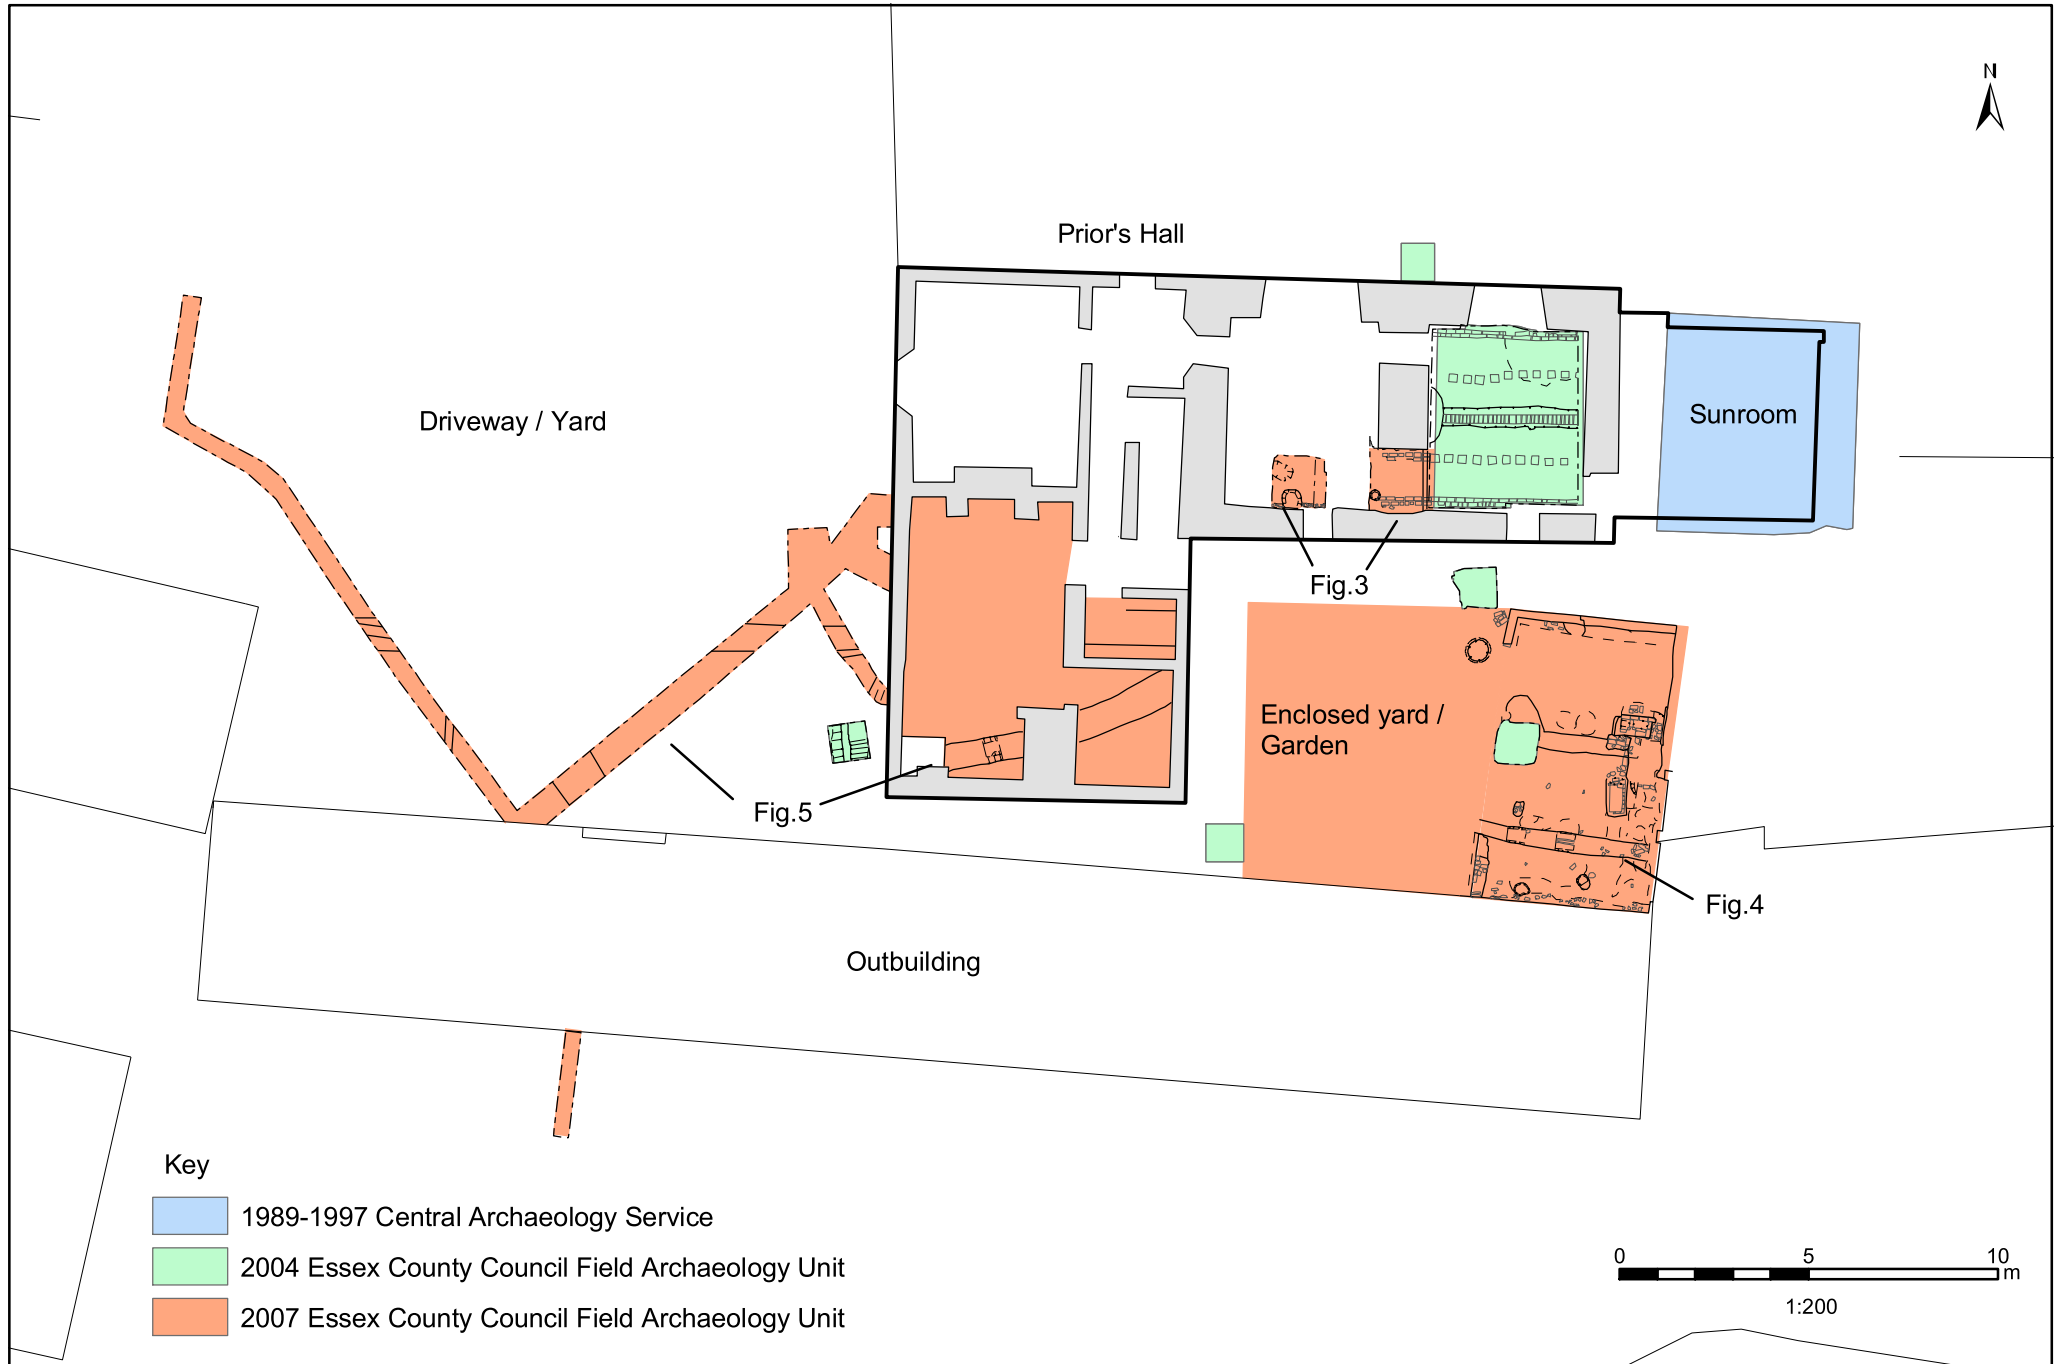 N
Prior's Hall
Driveway / Yard
Sunroom
Fig.3
Enclosed yard /
Garden
Fig.5
Fig.4
Outbuilding
Key
1989-1997 Central Archaeology Service
2004 Essex County Council Field Archaeology Unit
2007 Essex County Council Field Archaeology Unit
0 5 10
m
1:200